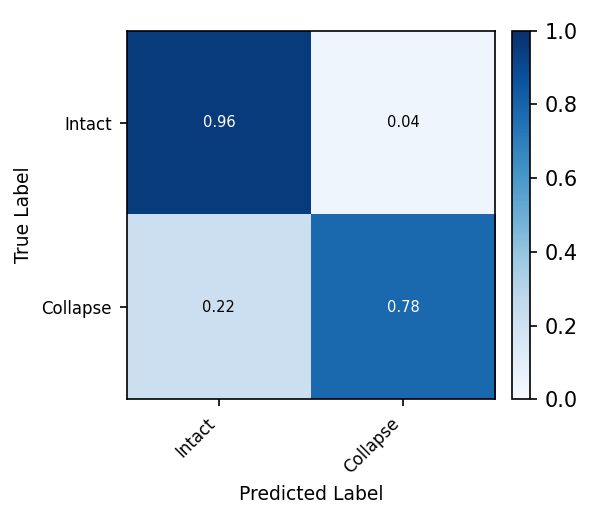 1.0
Intact
0.96
0.04
0.8
0.6
True Label
0.4
Collapse
0.22
0.78
0.2
0.0
Intact
Collapse
Predicted Label